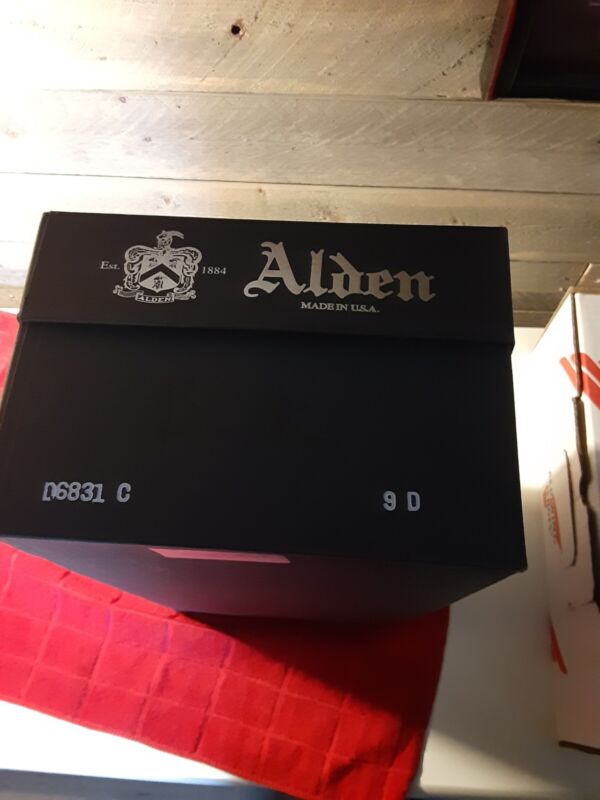 Est. 1884 Alden
ALDEN
MADE IN U.S.A.
D6831 C 9 D